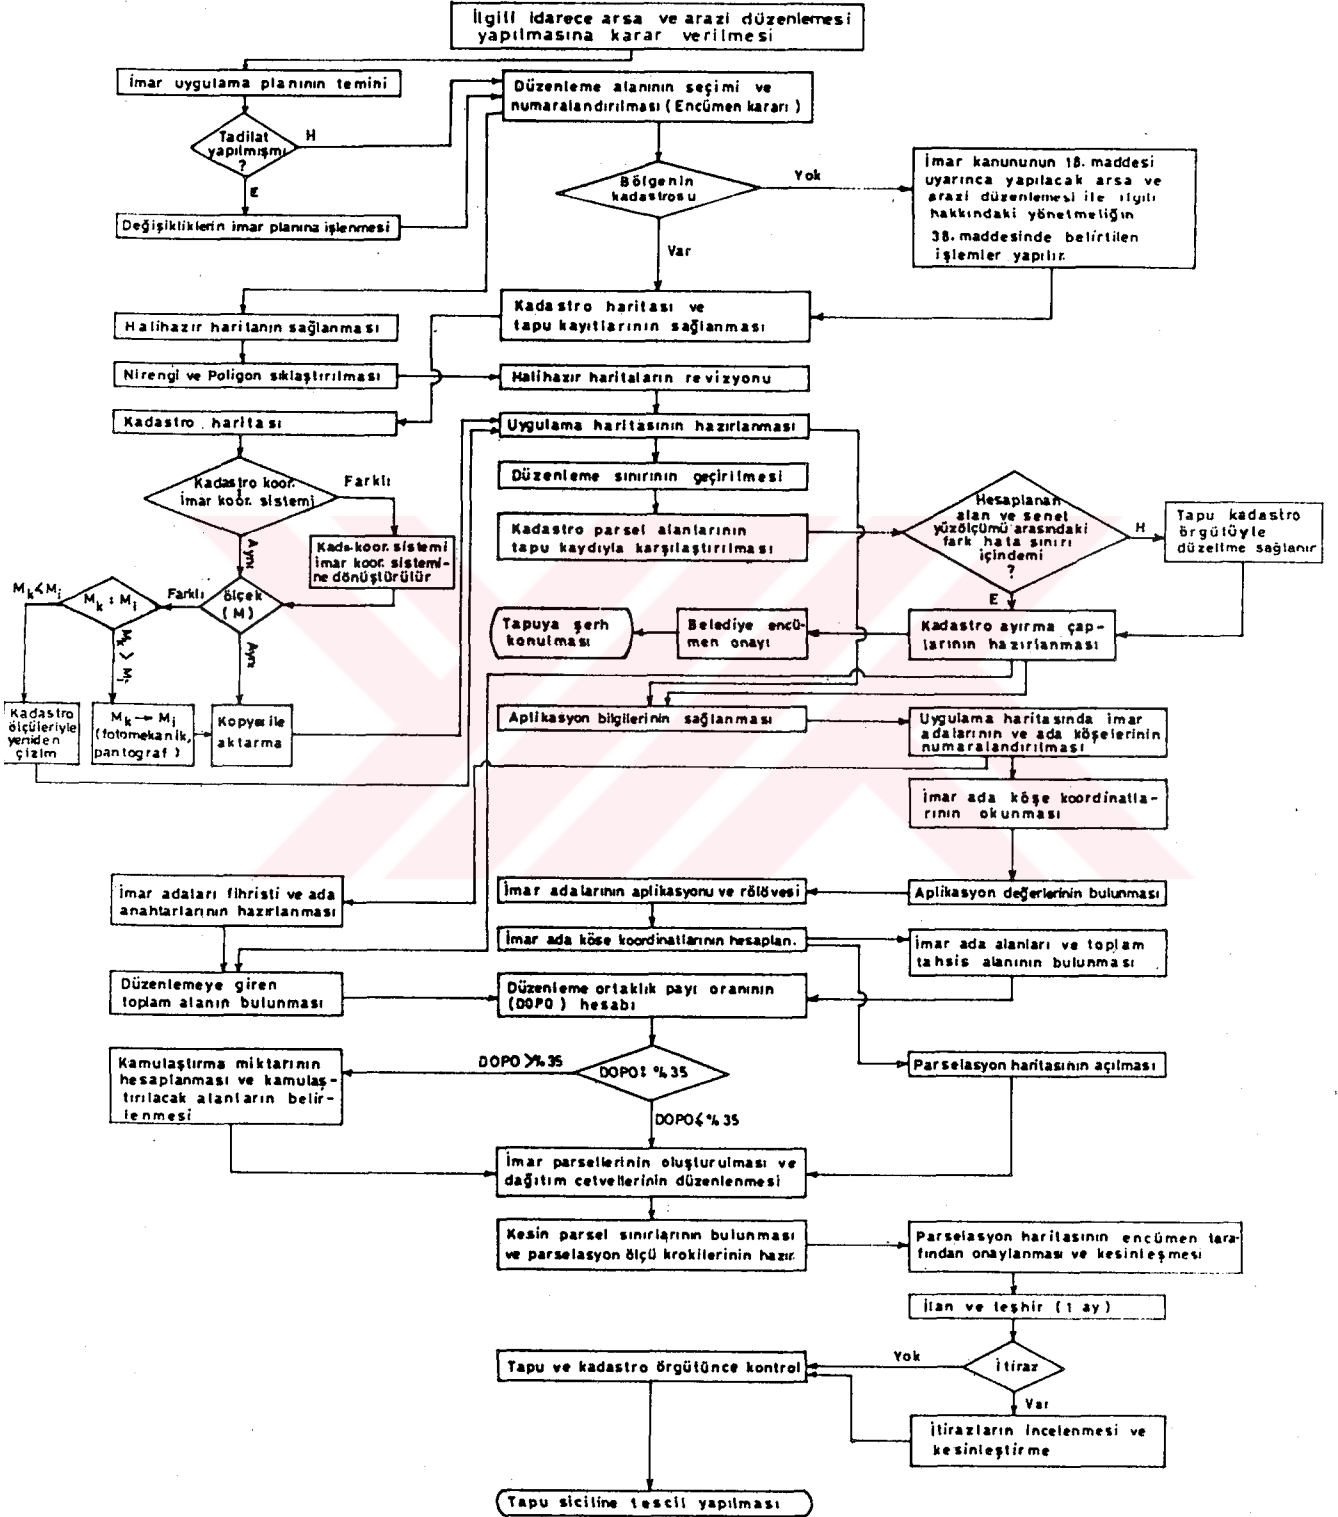 İlgili idarece arsa ve arazi düzenlemesi
yapılmasına karar verilmesi
İmar uygulama planının temini
Düzenleme alanının seçimi ve
numaralandırılması (Encümen kararı)
Tadilat
yapılmışmı
?
H
E
Değişikliklerin imar planına işlenmesi
Bölgenin
kadastrosu
Yok
Var
İmar kanununun 18. maddesi
uyarınca yapılacak arsa ve
arazi düzenlemesi ile ilgili
hakkındaki yönetmeliğin
38. maddesinde belirtilen
işlemler yapılır.
Kadastro haritası ve
tapu kayıtlarının sağlanması
Halihazır haritanın sağlanması
Nirengi ve Poligon sıklaştırılması
Halihazır haritaların revizyonu
Kadastro haritası
Uygulama haritasının hazırlanması
Kadastro koor.
İmar koor. sistemi
Farklı
Aynı
Düzenleme sınırının geçirilmesi
Kadastro parsel alanlarının
tapu kaydıyla karşılaştırılması
Hesaplanan
alan ve senet
yüzölçümü arasındaki
fark hata sınırı
içindemi
?
H
E
Tapu kadastro
örgütüyle
düzeltme sağlanır
Kada-koor. sistemi
İmar koor. sistemi-
ne dönüştürülür
ölçek
(M)
Farklı
Aynı
Mk : Mi
Mk < Mi
Mk > Mi
Tapuya şerh
konulması
Belediye encü-
men onayı
Kadastro ayırma çap-
larının hazırlanması
Kadastro
ölçüleriyle
yeniden
çizim
Mk → Mi
(fotomekanik,
pantograf)
Kopye ile
aktarma
Aplikasyon bilgilerinin sağlanması
Uygulama haritasında imar
adalarının ve ada köşelerinin
numaralandırılması
İmar ada köşe koordinatla-
rının okunması
İmar adaları fihristi ve ada
anahtarlarının hazırlanması
İmar adalarının aplikasyonu ve rölövesi
Aplikasyon değerlerinin bulunması
İmar ada köse koordinatlarının hesaplan.
İmar ada alanları ve toplam
tahsis alanının bulunması
Düzenlemeye giren
toplam alanın bulunması
Düzenleme ortaklık payı oranının
(DOPO) hesabı
Kamulaştırma miktarının
hesaplanması ve kamulaş-
tırılacak alanların belir-
lenmesi
DOPO>%35
DOPO: %35
DOPO≤%35
Parselasyon haritasının açılması
İmar parsellerinin oluşturulması ve
dağıtım cetvellerinin düzenlenmesi
Kesin parsel sınırlarının bulunması
ve parselasyon ölçü krokilerinin hazır.
Parselasyon haritasının encümen tara-
fından onaylanması ve kesinleşmesi
İlan ve teşhir (1 ay)
Tapu ve kadastro örgütünce kontrol
Yok
İtiraz
Var
İtirazların incelenmesi ve
kesinleştirme
Tapu siciline tescil yapılması